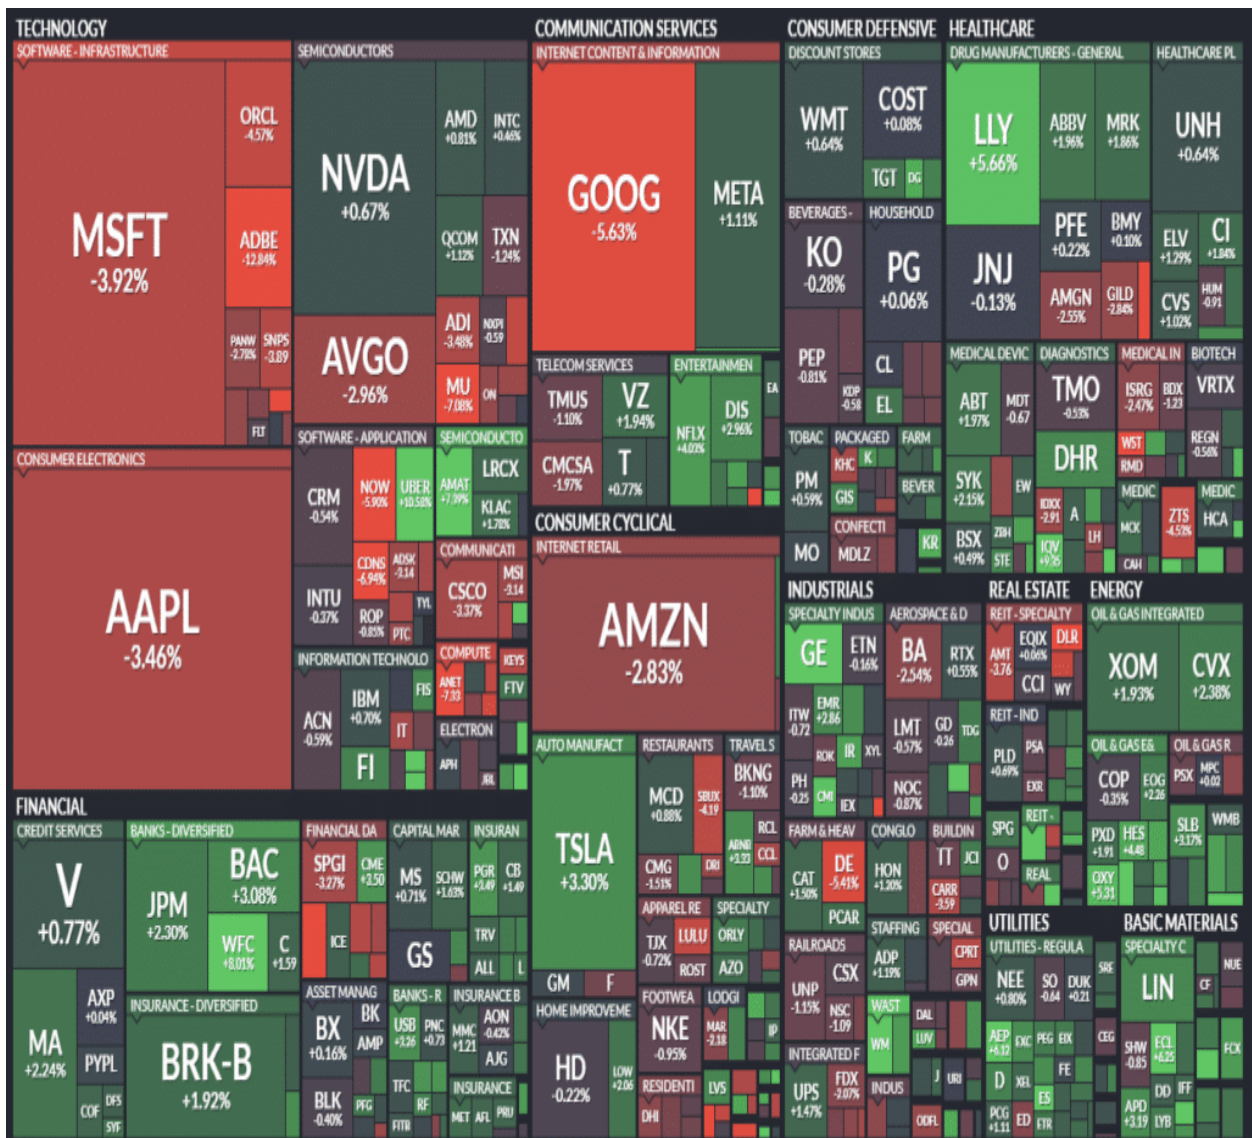 TECHNOLOGY
SOFTWARE - INFRASTRUCTURE
MSFT
-3.92%
ORCL
-4.57%
ADBE
-12.84%
PANW
-2.78%
SNPS
-3.89
FLT
SEMICONDUCTORS
NVDA
+0.67%
AVGO
-2.96%
AMD
+0.81%
INTC
+0.46%
QCOM
+1.12%
TXN
-1.24%
ADI
-3.48%
NXPI
-0.59
MU
-7.08%
ON
CONSUMER ELECTRONICS
AAPL
-3.46%
SOFTWARE - APPLICATION
CRM
-0.54%
NOW
-5.90%
UBER
+10.58%
INTU
-0.37%
CDNS
-6.94%
ADSK
-2.14
ROP
-0.85%
TYL
PTC
SEMICONDUCTO
AMAT
+7.39%
LRCX
KLAC
+1.78%
COMMUNICATI
CSCO
-3.37%
MSI
-3.14
INFORMATION TECHNOLO
ACN
-0.59%
IBM
+0.70%
FIS
IT
FI
COMPUTE
ANET
-7.33
KEYS
FTV
ELECTRON
APH
JBL
COMMUNICATION SERVICES
INTERNET CONTENT & INFORMATION
GOOG
-5.63%
META
+1.11%
TELECOM SERVICES
TMUS
-1.10%
VZ
+1.94%
CMCSA
-1.97%
T
+0.77%
ENTERTAINMEN
NFLX
+4.03%
DIS
+2.96%
EA
CONSUMER CYCLICAL
INTERNET RETAIL
AMZN
-2.83%
AUTO MANUFACT
TSLA
+3.30%
GM
F
RESTAURANTS
MCD
+0.88%
SBUX
-4.19
CMG
-1.51%
DRI
TRAVEL S
BKNG
-1.10%
ABNB
+3.33
RCL
CCL
APPAREL RE
TJX
-0.72%
LULU
ROST
SPECIALTY
ORLY
AZO
HOME IMPROVEME
HD
-0.22%
LOW
+2.06
FOOTWEA
NKE
-0.95%
LODGI
MAR
-2.18
IP
RESIDENTI
DHI
LVS
CONSUMER DEFENSIVE
DISCOUNT STORES
WMT
+0.64%
COST
+0.08%
TGT
DG
BEVERAGES -
KO
-0.28%
PEP
-0.81%
KDP
-0.58
HOUSEHOLD
PG
+0.06%
CL
EL
TOBAC
PM
+0.59%
MO
PACKAGED
KHC
K
GIS
FARM
BEVER
CONFECTI
MDLZ
KR
HEALTHCARE
DRUG MANUFACTURERS - GENERAL
LLY
+5.66%
ABBV
+1.96%
MRK
+1.86%
JNJ
-0.13%
PFE
+0.22%
BMY
+0.10%
AMGN
-2.55%
GILD
-2.84%
HEALTHCARE PL
UNH
+0.64%
ELV
+1.29%
CI
+1.84%
CVS
+1.02%
HUM
-0.91
MEDICAL DEVIC
ABT
+1.97%
MDT
-0.67
SYK
+2.15%
EW
BSX
+0.49%
ZBH
STE
DIAGNOSTICS
TMO
-0.53%
DHR
IDXX
-2.91
A
IQV
+9.35
LH
MEDICAL IN
ISRG
-2.47%
BDX
-1.23
WST
RMD
BIOTECH
VRTX
REGN
-0.56%
MEDIC
MCK
CAH
ZTS
-4.53%
MEDIC
HCA
FINANCIAL
CREDIT SERVICES
V
+0.77%
MA
+2.24%
AXP
+0.04%
PYPL
COF
DFS
SYF
BANKS - DIVERSIFIED
JPM
+2.30%
BAC
+3.08%
WFC
+8.01%
C
+1.59
INSURANCE - DIVERSIFIED
BRK-B
+1.92%
FINANCIAL DA
SPGI
-3.27%
CME
+3.50
ICE
CAPITAL MAR
MS
+0.71%
SCHW
+1.63%
GS
INSURAN
PGR
+3.49
CB
+1.49
TRV
ALL
L
ASSET MANAG
BX
+0.16%
BK
AMP
BLK
-0.40%
PFG
BANKS - R
USB
+3.26
PNC
+0.73
TFC
RF
FITB
INSURANCE B
MMC
+1.21
AON
-0.42%
AJG
INSURANCE
MET
AFL
PRU
INDUSTRIALS
SPECIALTY INDUS
GE
ETN
-0.16%
ITW
-0.72
EMR
+2.86
ROK
IR
XYL
PH
-0.25
CMI
IEX
AEROSPACE & D
BA
-2.54%
RTX
+0.55%
LMT
-0.57%
GD
-0.26
TDG
NOC
-0.87%
FARM & HEAV
CAT
+1.50%
DE
-5.41%
PCAR
CONGLO
HON
+1.20%
BUILDIN
TT
JCI
CARR
-3.59
RAILROADS
UNP
-1.15%
CSX
NSC
-1.09
STAFFING
ADP
+1.19%
SPECIAL
CPRT
GPN
WAST
WM
DAL
LUV
INTEGRATED F
UPS
+1.47%
FDX
-2.07%
INDUS
J
URI
ODFL
REAL ESTATE
REIT - SPECIALTY
AMT
-3.76
EQIX
+0.06%
DLR
CCI
WY
REIT - IND
PLD
+0.69%
PSA
EXR
SPG
O
REIT -
REAL
ENERGY
OIL & GAS INTEGRATED
XOM
+1.93%
CVX
+2.38%
OIL & GAS E&
COP
-0.35%
EOG
+2.26
PXD
+1.91
HES
+4.48
OXY
+5.31
OIL & GAS R
PSX
MPC
+0.02
SLB
+3.17%
WMB
UTILITIES
UTILITIES - REGULA
NEE
+0.80%
SO
-0.64
DUK
+0.21
SRE
AEP
+6.12
EXC
PEG
EIX
CEG
D
XEL
FE
ES
PCG
+1.11
ED
ETR
BASIC MATERIALS
SPECIALTY C
LIN
CF
NUE
SHW
-0.85
ECL
+6.25
FCX
DD
IFF
APD
+3.19
LYB